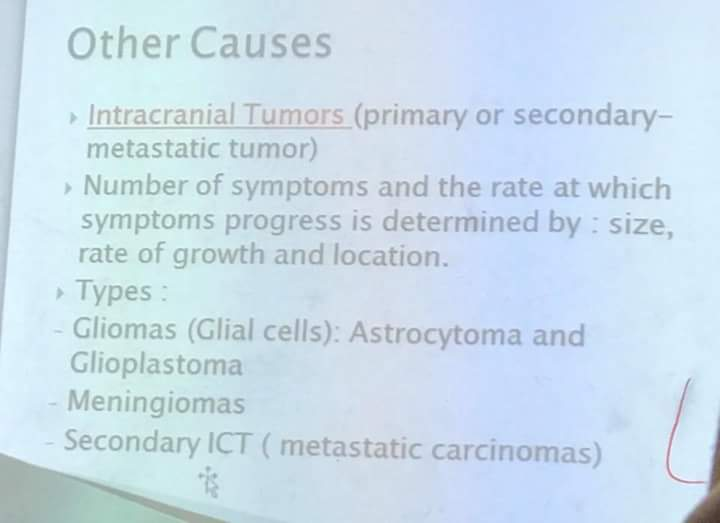 Other Causes
Intracranial Tumors (primary or secondary-
metastatic tumor)
Number of symptoms and the rate at which
symptoms progress is determined by : size,
rate of growth and location.
Types :
- Gliomas (Glial cells): Astrocytoma and
Glioplastoma
- Meningiomas
- Secondary ICT ( metastatic carcinomas)